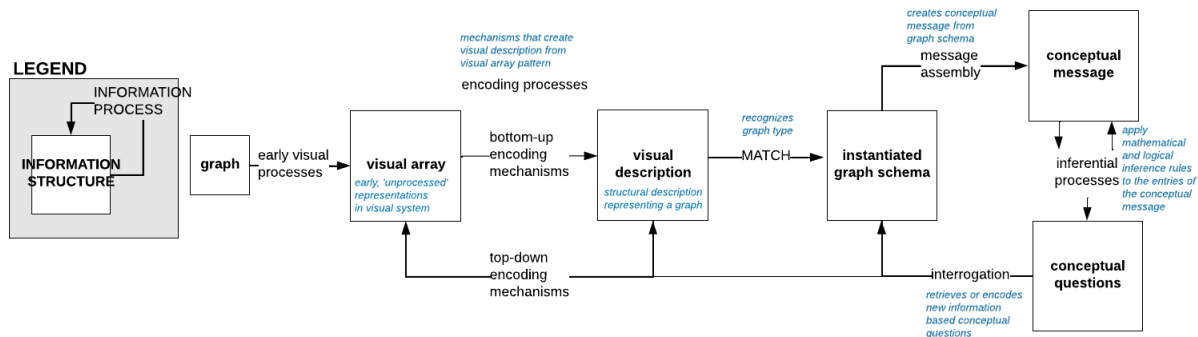 LEGEND
INFORMATION
PROCESS
INFORMATION
STRUCTURE
graph
early visual
processes
visual array
early, 'unprocessed'
representations
in visual system
mechanisms that create
visual description from
visual array pattern
encoding processes
bottom-up
encoding
mechanisms
top-down
encoding
mechanisms
visual
description
structural description
representing a graph
recognizes
graph type
MATCH
instantiated
graph schema
creates conceptual
message from
graph schema
message
assembly
conceptual
message
inferential
processes
apply
mathematical
and logical
inference rules
to the entries of
the conceptual
message
conceptual
questions
interrogation
retrieves or encodes
new information
based conceptual
questions